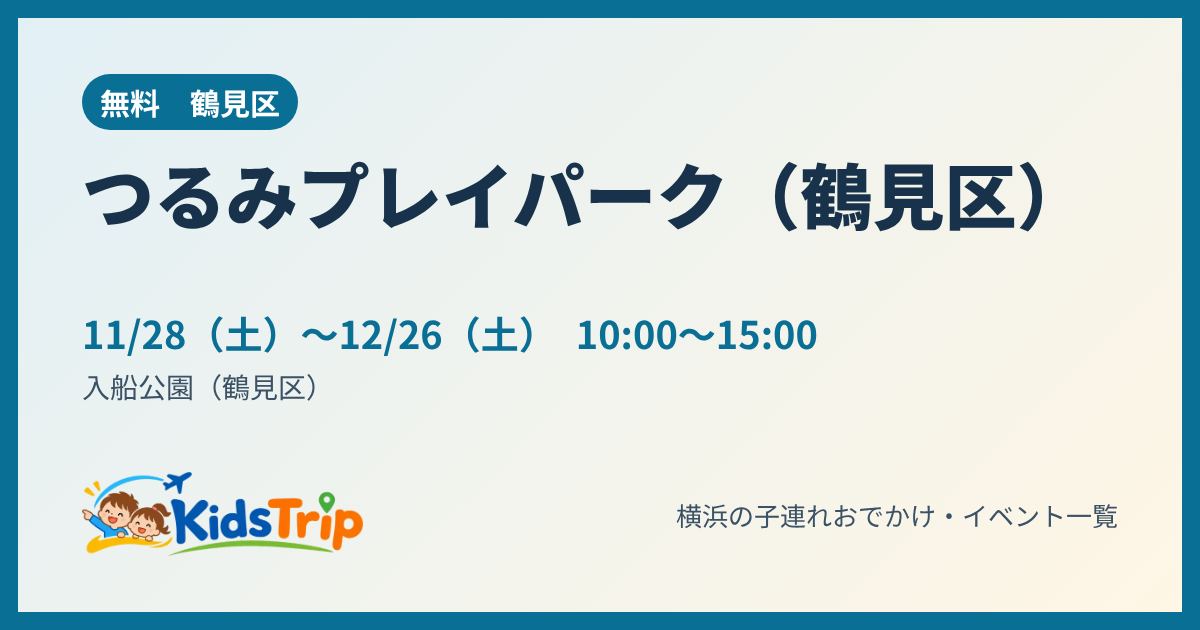 無料　鶴見区
つるみプレイパーク（鶴見区）
11/28（土）〜12/26（土）　10:00〜15:00
入船公園（鶴見区）
KidsTrip
横浜の子連れおでかけ・イベント一覧